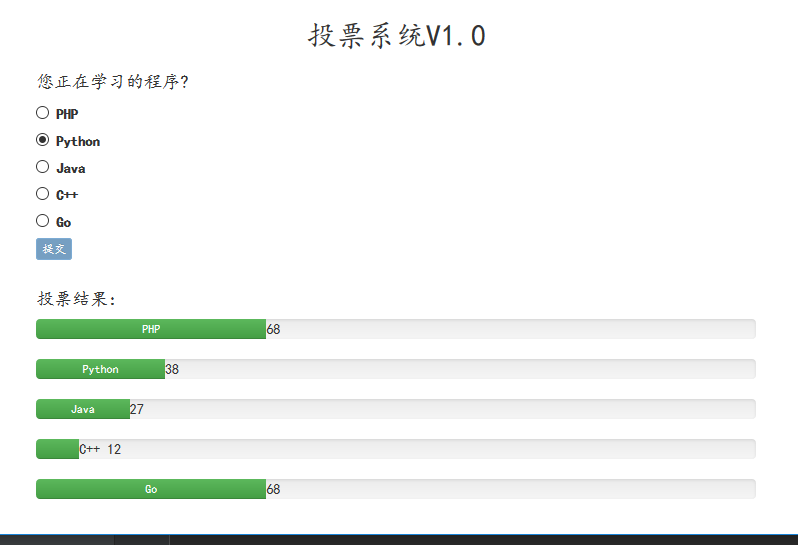 投票系统V1.0
您正在学习的程序?
PHP
Python
Java
C++
Go
提交
投票结果:
PHP 68
Python 38
Java 27
C++ 12
Go 68